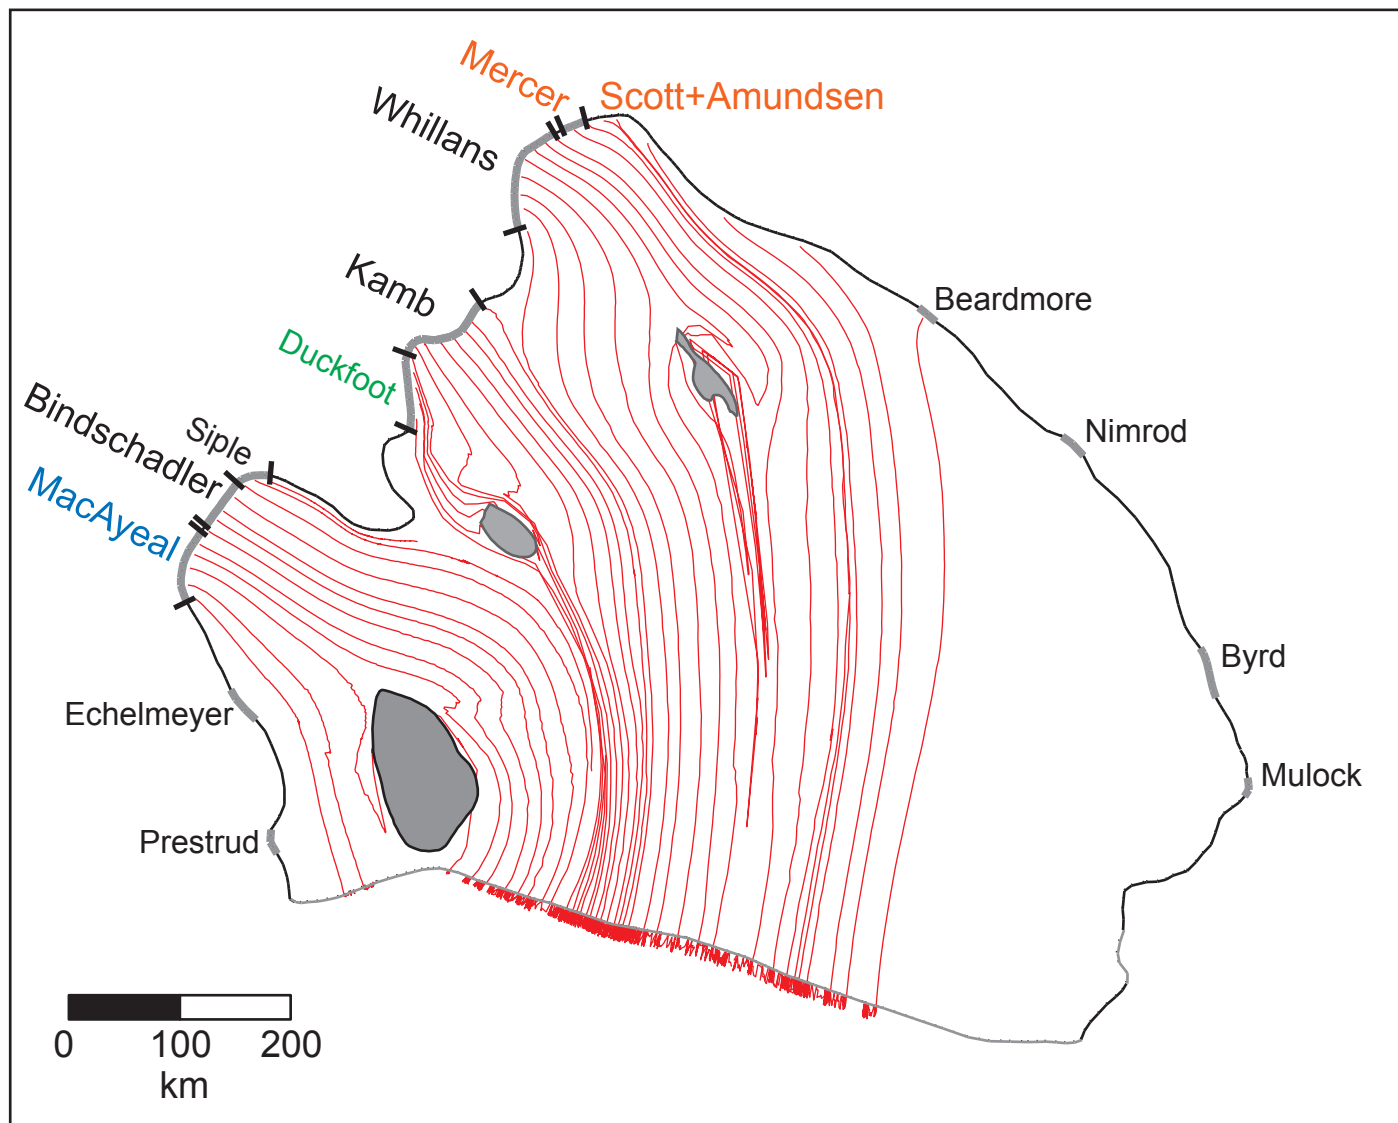 Mercer
Scott+Amundsen
Whillans
Kamb
Beardmore
Duckfoot
Nimrod
Siple
Bindschadler
MacAyeal
Byrd
Echelmeyer
Mulock
Prestrud
0 100 200
km